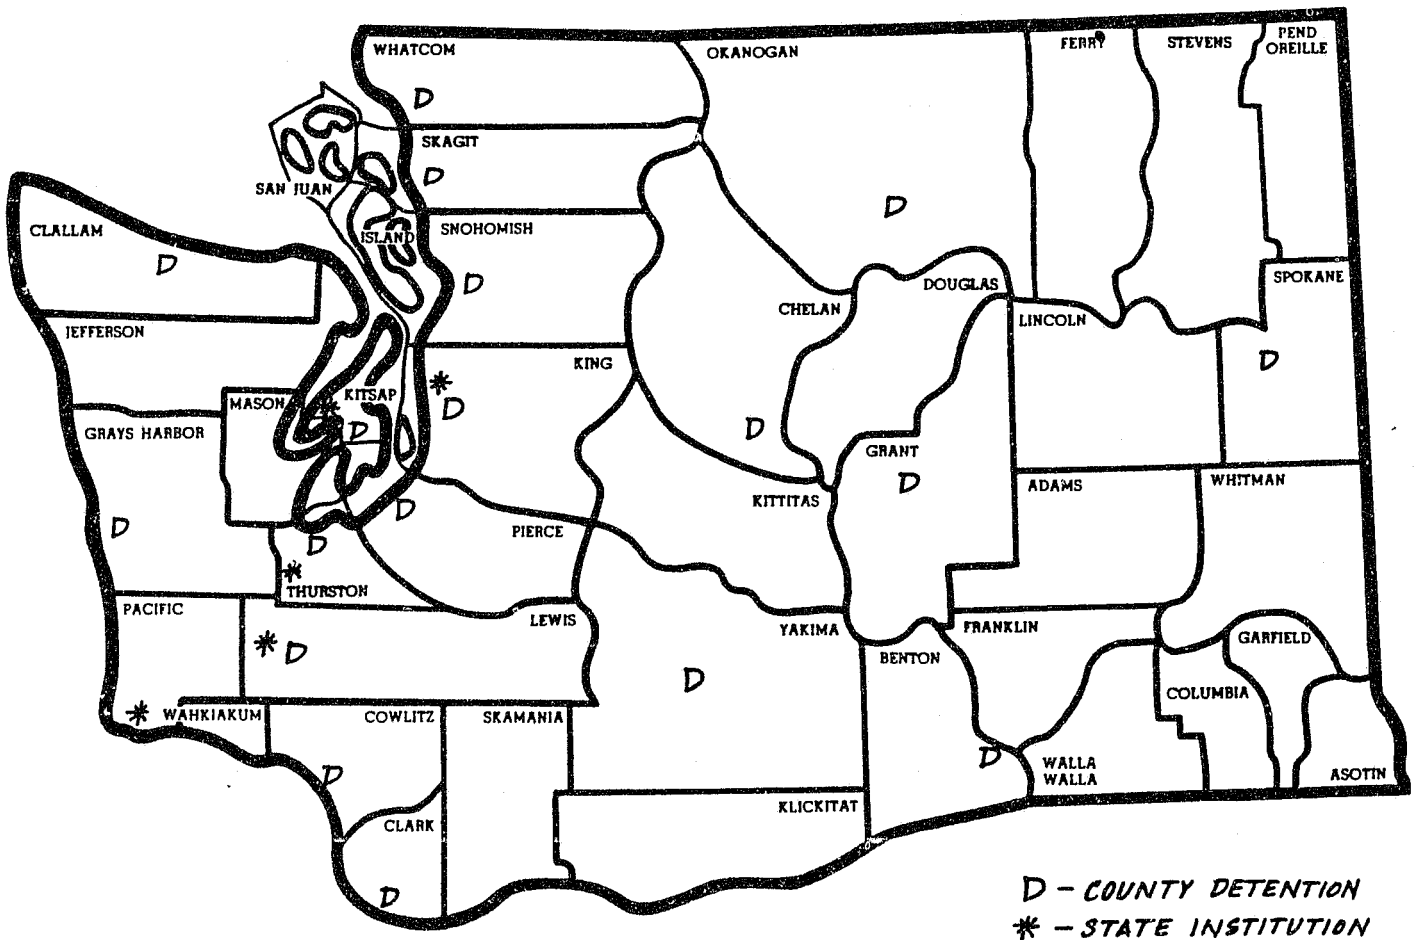 WHATCOM
OKANOGAN
FERRY
STEVENS
PEND
OREILLE
D
SKAGIT
D
SAN JUAN
D
CLALLAM
ISLAND
SNOHOMISH
D
D
SPOKANE
CHELAN
DOUGLAS
JEFFERSON
LINCOLN
KING
D
MASON
KITSAP
*
D
*
GRAYS HARBOR
D
D
GRANT
D
KITTITAS
ADAMS
WHITMAN
D
D
PIERCE
D
*
THURSTON
PACIFIC
LEWIS
YAKIMA
FRANKLIN
GARFIELD
*
D
BENTON
D
COLUMBIA
*
WAHKIAKUM
COWLITZ
SKAMANIA
D
WALLA
WALLA
D
ASOTIN
KLICKITAT
CLARK
D
D - COUNTY DETENTION
* - STATE INSTITUTION